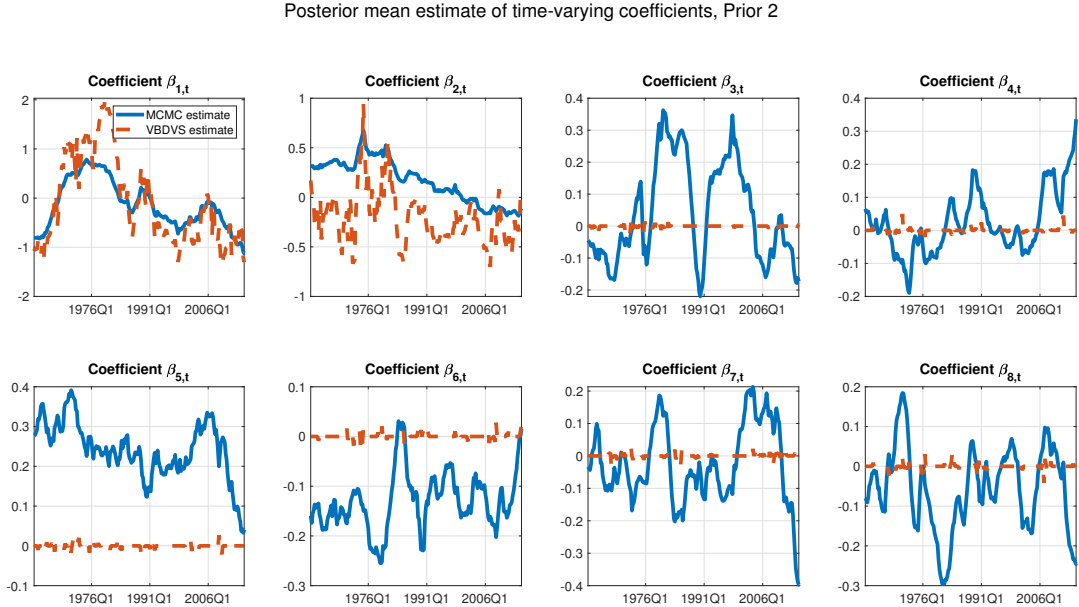 Posterior mean estimate of time-varying coefficients, Prior 2
Coefficient β1,t
2
1
0
-1
-2
1976Q1 1991Q1 2006Q1
MCMC estimate
VBDVS estimate
Coefficient β2,t
1
0.5
0
-0.5
-1
1976Q1 1991Q1 2006Q1
Coefficient β3,t
0.4
0.3
0.2
0.1
0
-0.1
-0.2
1976Q1 1991Q1 2006Q1
Coefficient β4,t
0.4
0.3
0.2
0.1
0
-0.1
-0.2
1976Q1 1991Q1 2006Q1
Coefficient β5,t
0.4
0.3
0.2
0.1
0
-0.1
1976Q1 1991Q1 2006Q1
Coefficient β6,t
0.1
0
-0.1
-0.2
-0.3
1976Q1 1991Q1 2006Q1
Coefficient β7,t
0.2
0.1
0
-0.1
-0.2
-0.3
-0.4
1976Q1 1991Q1 2006Q1
Coefficient β8,t
0.2
0.1
0
-0.1
-0.2
-0.3
1976Q1 1991Q1 2006Q1